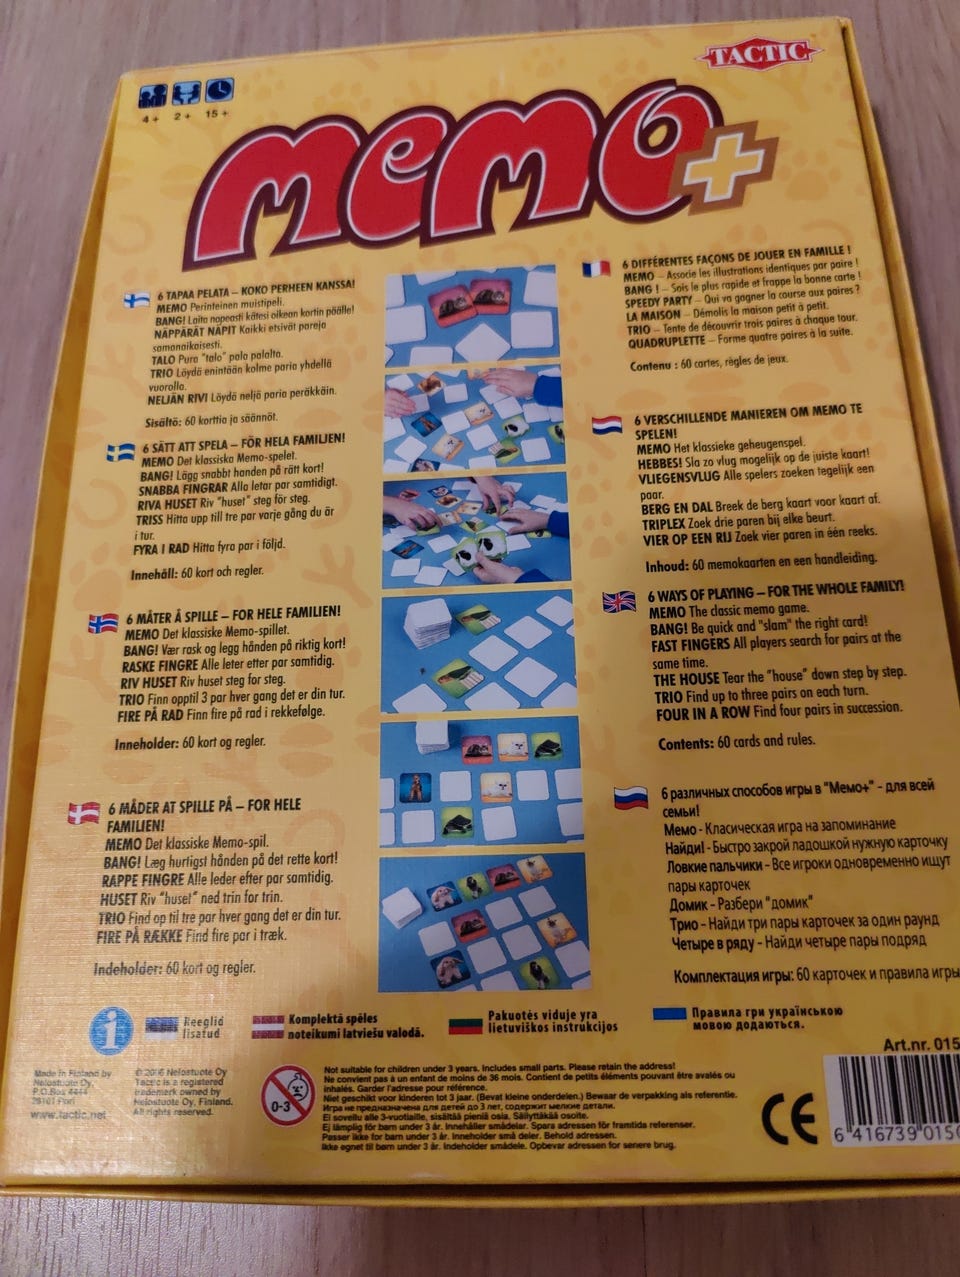 TACTIC
4+ 2+ 15+
MEMO+
6 TAPAA PELATA – KOKO PERHEEN KANSSA!
MEMO Perinteinen muistipeli.
BANG! Laita nopeasti kätesi oikean kortin päälle!
NÄPPÄRÄT NÄPIT Kaikki etsivät pareja
samanaikaisesti.
TALO Pura "talo" pala palalta.
TRIO Löydä enintään kolme paria yhdellä
vuorolla.
NELJÄN RIVI Löydä neljä paria peräkkäin.
Sisältö: 60 korttia ja säännöt.
6 SÄTT ATT SPELA – FÖR HELA FAMILJEN!
MEMO Det klassiska Memo-spelet.
BANG! Lägg snabbt handen på rätt kort!
SNABBA FINGRAR Alla letar par samtidigt.
RIVA HUSET Riv "huset" steg för steg.
TRISS Hitta upp till tre par varje gång du är
i tur.
FYRA I RAD Hitta fyra par i följd.
Innehåll: 60 kort och regler.
6 MÅTER Å SPILLE – FOR HELE FAMILIEN!
MEMO Det klassiske Memo-spillet.
BANG! Vær rask og legg hånden på riktig kort!
RASKE FINGRE Alle leter etter par samtidig.
RIV HUSET Riv huset steg for steg.
TRIO Finn opptil 3 par hver gang det er din tur.
FIRE PÅ RAD Finn fire på rad i rekkefølge.
Inneholder: 60 kort og regler.
6 MÅDER AT SPILLE PÅ – FOR HELE
FAMILIEN!
MEMO Det klassiske Memo-spil.
BANG! Læg hurtigst hånden på det rette kort!
RAPPE FINGRE Alle leder efter par samtidig.
HUSET Riv "huset" ned trin for trin.
TRIO Find op til tre par hver gang det er din tur.
FIRE PÅ RÆKKE Find fire par i træk.
Indeholder: 60 kort og regler.
6 DIFFÉRENTES FAÇONS DE JOUER EN FAMILLE !
MEMO – Associe les illustrations identiques par paire !
BANG ! – Sois le plus rapide et frappe la bonne carte !
SPEEDY PARTY – Qui va gagner la course aux paires ?
LA MAISON – Démolis la maison petit à petit.
TRIO – Tente de découvrir trois paires à chaque tour.
QUADRUPLETTE – Forme quatre paires à la suite.
Contenu : 60 cartes, règles de jeux.
6 VERSCHILLENDE MANIEREN OM MEMO TE
SPELEN!
MEMO Het klassieke geheugenspel.
HEBBES! Sla zo vlug mogelijk op de juiste kaart!
VLIEGENSVLUG Alle spelers zoeken tegelijk een
paar.
BERG EN DAL Breek de berg kaart voor kaart af.
TRIPLEX Zoek drie paren bij elke beurt.
VIER OP EEN RIJ Zoek vier paren in één reeks.
Inhoud: 60 memokaarten en een handleiding.
6 WAYS OF PLAYING – FOR THE WHOLE FAMILY!
MEMO The classic memo game.
BANG! Be quick and "slam" the right card!
FAST FINGERS All players search for pairs at the
same time.
THE HOUSE Tear the "house" down step by step.
TRIO Find up to three pairs on each turn.
FOUR IN A ROW Find four pairs in succession.
Contents: 60 cards and rules.
6 различных способов игры в "Мемо+" - для всей
семьи!
Мемо - Класическая игра на запоминание
Найди! - Быстро закрой ладошкой нужную карточку
Ловкие пальчики - Все игроки одновременно ищут
пары карточек
Домик - Разбери "домик"
Трио - Найди три пары карточек за один раунд
Четыре в ряду - Найди четыре пары подряд
Комплектация игры: 60 карточек и правила игры
i
Reeglid
lisatud
Komplektā spēles
noteikumi latviešu valodā.
Pakuotės viduje yra
lietuviškos instrukcijos
Правила гри українською
мовою додаються.
Art.nr. 015
Made in Finland by
Nelostuote Oy,
P.O.Box 4444
28101 Pori
www.tactic.net
© 2016 Nelostuote Oy
Tactic is a registered
trademark owned by
Nelostuote Oy, Finland.
All rights reserved.
0-3
Not suitable for children under 3 years. Includes small parts. Please retain the address!
Ne convient pas à un enfant de moins de 36 mois. Contient de petits éléments pouvant être avalés ou
inhalés. Garder l'adresse pour référence.
Niet geschikt voor kinderen tot 3 jaar. (Bevat kleine onderdelen.) Bewaar de verpakking als referentie.
Игра не предназначена для детей до 3 лет, содержит мелкие детали.
Ei sovellu alle 3-vuotiaille, sisältää pieniä osia. Säilyttäkää osoite.
Ej lämplig för barn under 3 år. Innehåller smådelar. Spara adressen för framtida referenser.
Passer ikke for barn under 3 år. Inneholder små deler. Behold adressen.
Ikke egnet til børn under 3 år. Indeholder smådele. Opbevar adressen for senere brug.
CE
6 416739 015